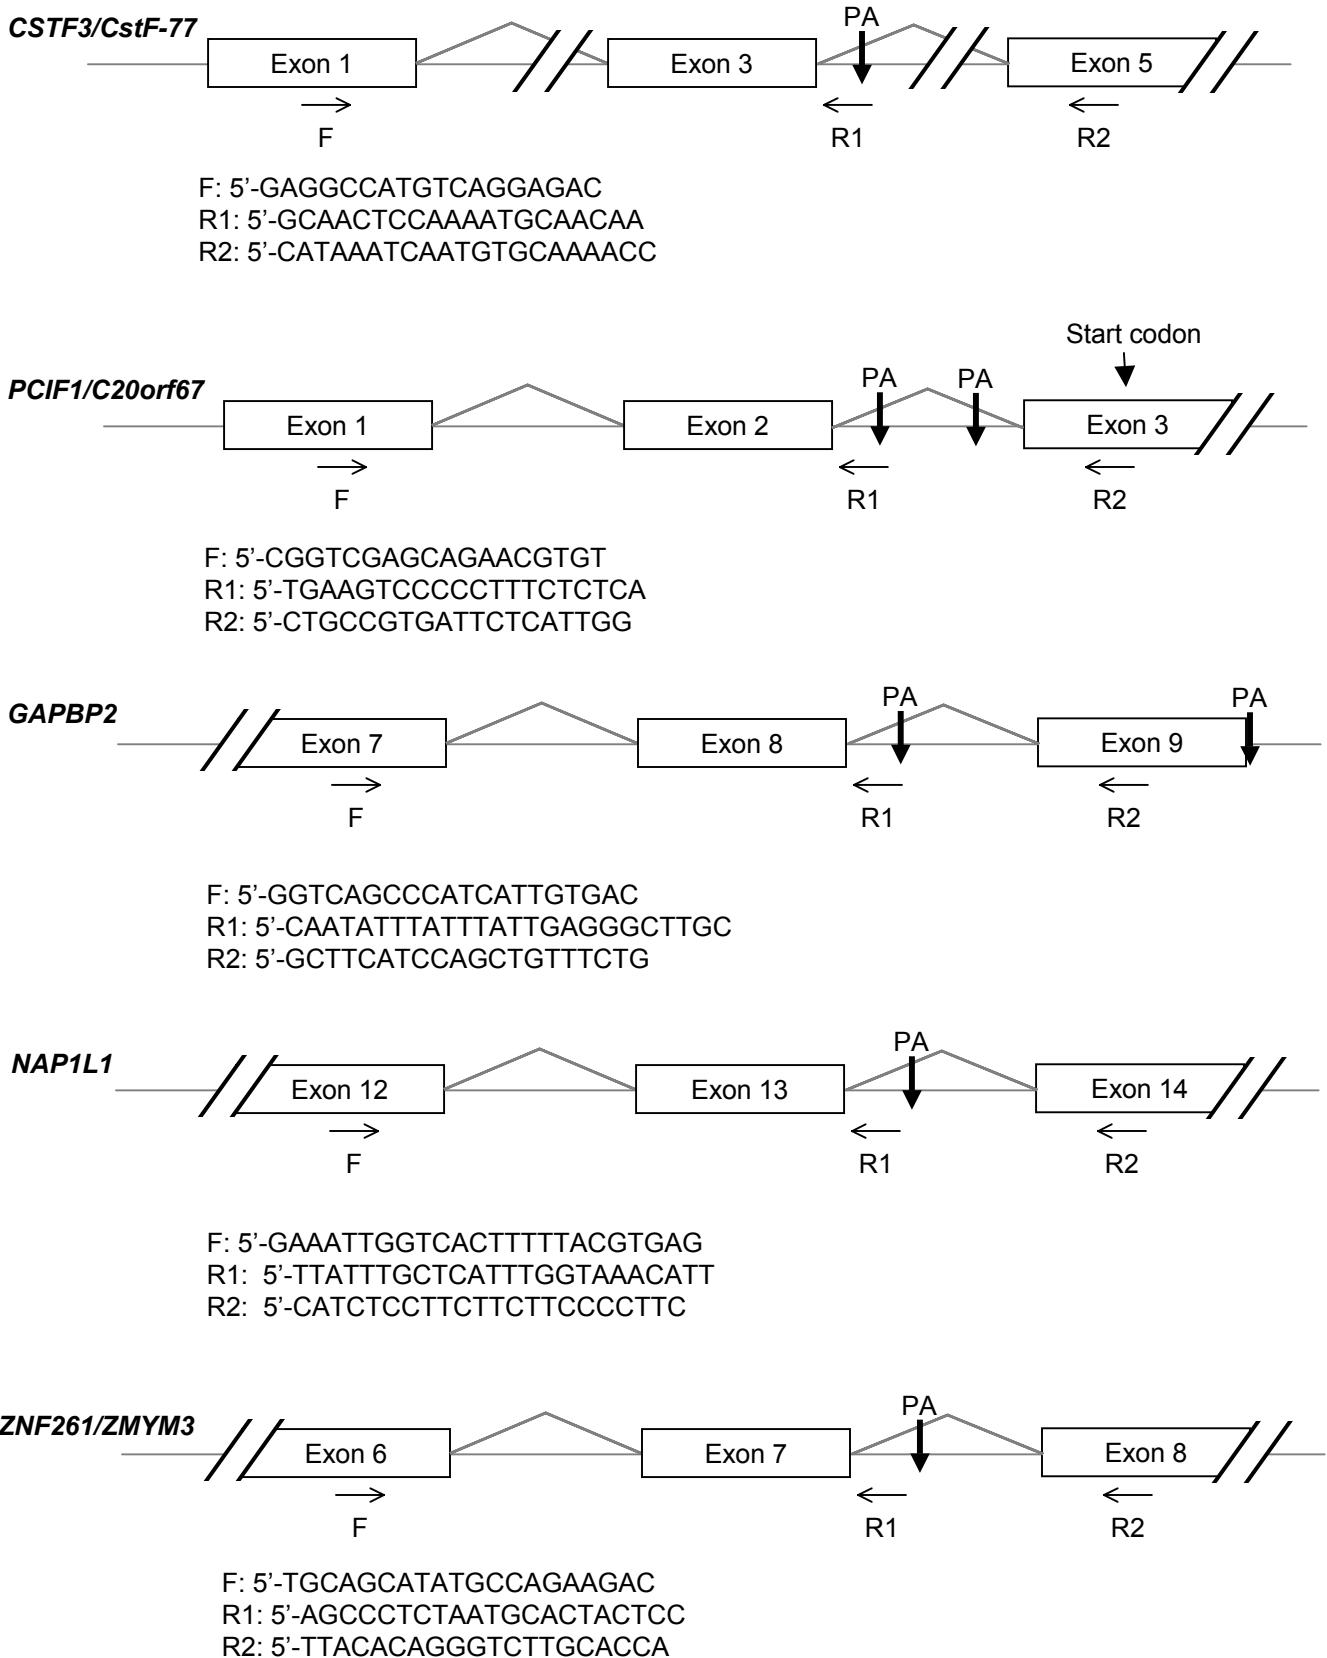 CSTF3/CstF-77
PA
Exon 1
Exon 3
Exon 5
F
R1
R2
F: 5’-GAGGCCATGTCAGGAGAC
R1: 5’-GCAACTCCAAAATGCAACAA
R2: 5’-CATAAATCAATGTGCAAAACC
Start codon
PCIF1/C20orf67
PA
PA
Exon 1
Exon 2
Exon 3
F
R1
R2
F: 5’-CGGTCGAGCAGAACGTGT
R1: 5’-TGAAGTCCCCCTTTCTCTCA
R2: 5’-CTGCCGTGATTCTCATTGG
GAPBP2
PA
PA
Exon 7
Exon 8
Exon 9
F
R1
R2
F: 5’-GGTCAGCCCATCATTGTGAC
R1: 5’-CAATATTTATTTATTGAGGGCTTGC
R2: 5’-GCTTCATCCAGCTGTTTCTG
NAP1L1
PA
Exon 12
Exon 13
Exon 14
F
R1
R2
F: 5’-GAAATTGGTCACTTTTTACGTGAG
R1: 5’-TTATTTGCTCATTTGGTAAACATT
R2: 5’-CATCTCCTTCTTCTTCCCCTTC
ZNF261/ZMYM3
PA
Exon 6
Exon 7
Exon 8
F
R1
R2
F: 5’-TGCAGCATATGCCAGAAGAC
R1: 5’-AGCCCTCTAATGCACTACTCC
R2: 5’-TTACACAGGGTCTTGCACCA